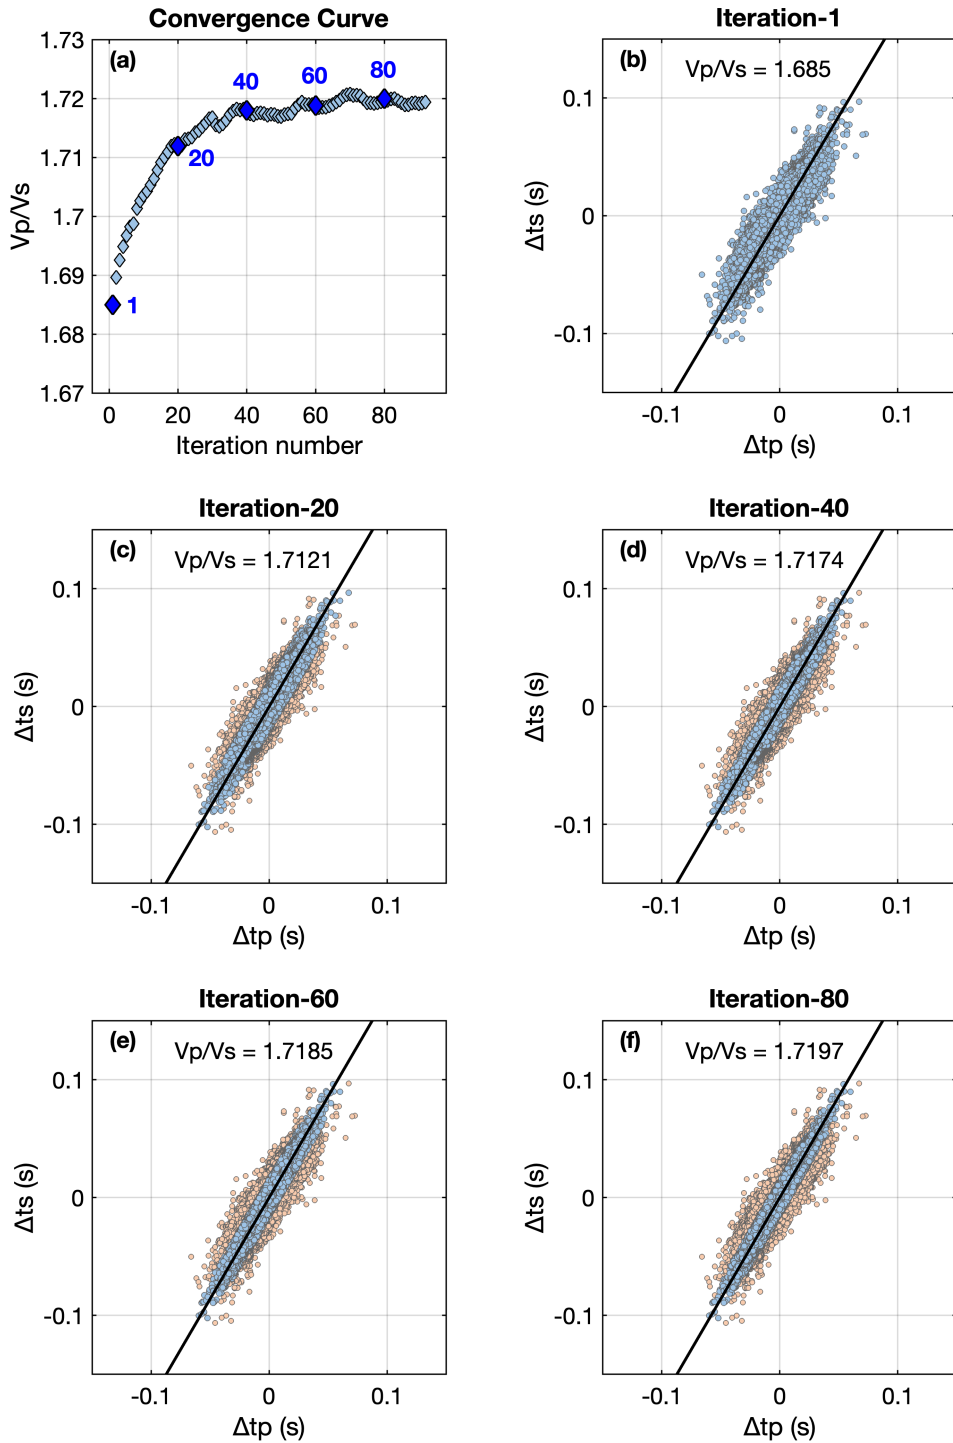 Convergence Curve
(a)
1.73
1.72
1.71
1.7
1.69
1.68
1.67
Vp/Vs
1
20
40
60
80
0 20 40 60 80
Iteration number
Iteration-1
(b)
Vp/Vs = 1.685
0.1
0
-0.1
Δts (s)
-0.1 0 0.1
Δtp (s)
Iteration-20
(c)
Vp/Vs = 1.7121
0.1
0
-0.1
Δts (s)
-0.1 0 0.1
Δtp (s)
Iteration-40
(d)
Vp/Vs = 1.7174
0.1
0
-0.1
Δts (s)
-0.1 0 0.1
Δtp (s)
Iteration-60
(e)
Vp/Vs = 1.7185
0.1
0
-0.1
Δts (s)
-0.1 0 0.1
Δtp (s)
Iteration-80
(f)
Vp/Vs = 1.7197
0.1
0
-0.1
Δts (s)
-0.1 0 0.1
Δtp (s)